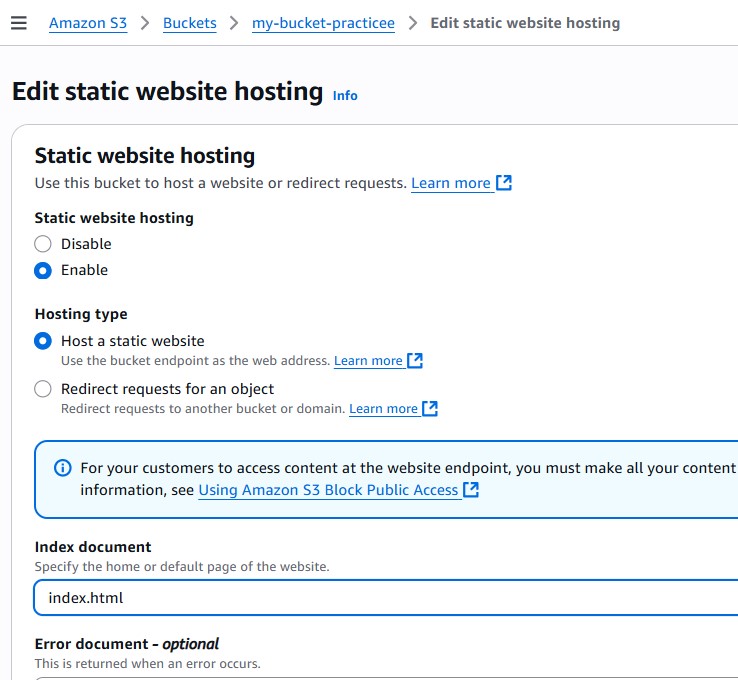 Amazon S3 > Buckets > my-bucket-practicee > Edit static website hosting
Edit static website hosting Info
Static website hosting
Use this bucket to host a website or redirect requests. Learn more
Static website hosting
Disable
Enable
Hosting type
Host a static website
Use the bucket endpoint as the web address. Learn more
Redirect requests for an object
Redirect requests to another bucket or domain. Learn more
For your customers to access content at the website endpoint, you must make all your content
information, see Using Amazon S3 Block Public Access
Index document
Specify the home or default page of the website.
index.html
Error document - optional
This is returned when an error occurs.